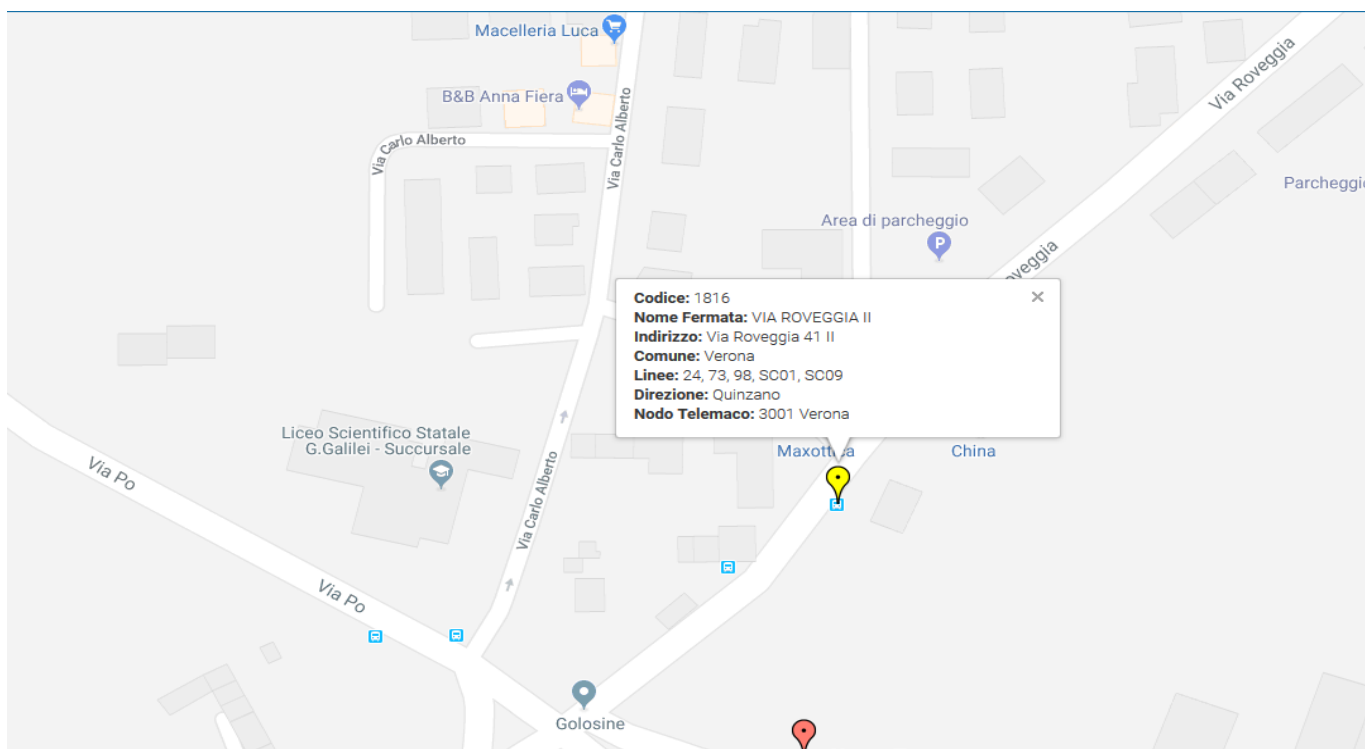 Macelleria Luca
B&B Anna Fiera
Via Carlo Alberto
Via Carlo Alberto
Via Roveggia
Parcheggi
Area di parcheggio
P
oveggia
Codice: 1816
Nome Fermata: VIA ROVEGGIA II
Indirizzo: Via Roveggia 41 II
Comune: Verona
Linee: 24, 73, 98, SC01, SC09
Direzione: Quinzano
Nodo Telemaco: 3001 Verona
Liceo Scientifico Statale
G.Galilei - Succursale
Maxottica
China
Via Po
Via Carlo Alberto
Via Po
Golosine